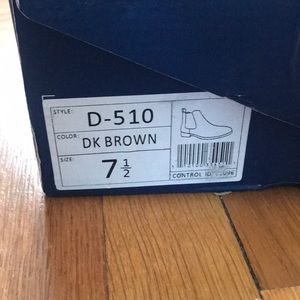 STYLE:
D-510
COLOR:
DK BROWN
SIZE:
7 1/2
CONTROL ID